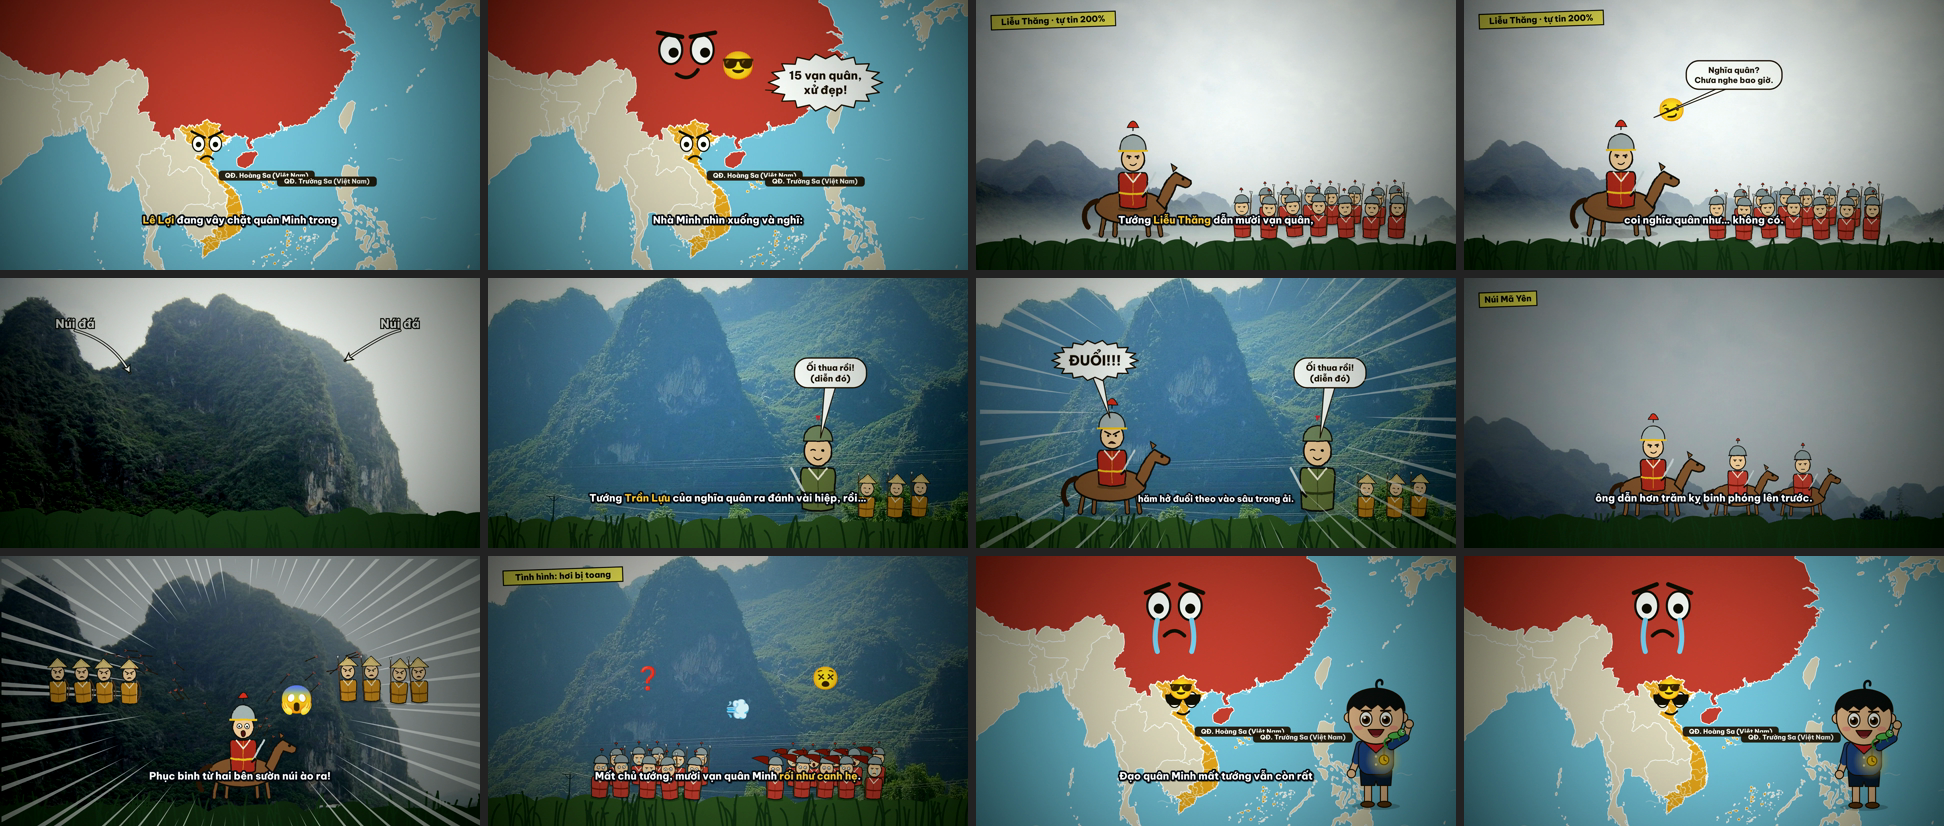 QĐ. Hoàng Sa (Việt Nam)
QĐ. Trường Sa (Việt Nam)
Lê Lợi đang vây chặt quân Minh trong
15 vạn quân,
xử đẹp!
QĐ. Hoàng Sa (Việt Nam)
QĐ. Trường Sa (Việt Nam)
Nhà Minh nhìn xuống và nghĩ:
Liễu Thăng · tự tin 200%
Tướng Liễu Thăng dẫn mười vạn quân,
Liễu Thăng · tự tin 200%
Nghĩa quân?
Chưa nghe bao giờ.
coi nghĩa quân như... không có.
Núi đá
Núi đá
Ối thua rồi!
(diễn đó)
Tướng Trần Lựu của nghĩa quân ra đánh vài hiệp, rồi...
ĐUỔI!!!
Ối thua rồi!
(diễn đó)
hăm hở đuổi theo vào sâu trong ải.
Núi Mã Yên
ông dẫn hơn trăm kỵ binh phóng lên trước.
Phục binh từ hai bên sườn núi ào ra!
Tình hình: hơi bị toang
Mất chủ tướng, mười vạn quân Minh rối như canh hẹ.
QĐ. Hoàng Sa (Việt Nam)
QĐ. Trường Sa (Việt Nam)
Đạo quân Minh mất tướng vẫn còn rất
QĐ. Hoàng Sa (Việt Nam)
QĐ. Trường Sa (Việt Nam)